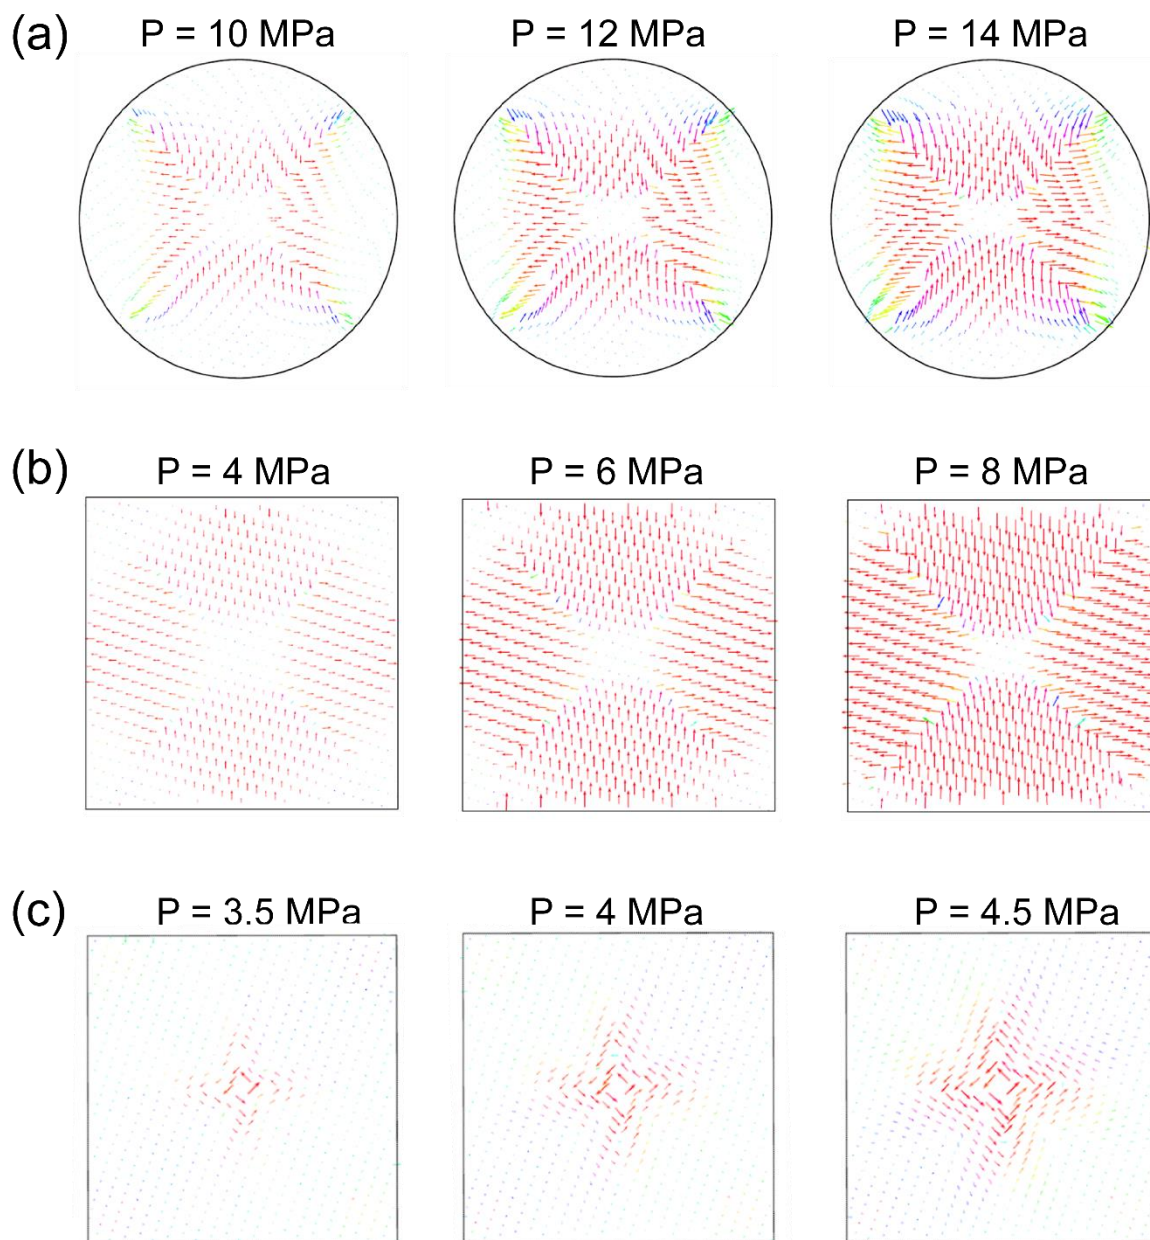 (a) P = 10 MPa P = 12 MPa P = 14 MPa
(b) P = 4 MPa P = 6 MPa P = 8 MPa
(c) P = 3.5 MPa P = 4 MPa P = 4.5 MPa